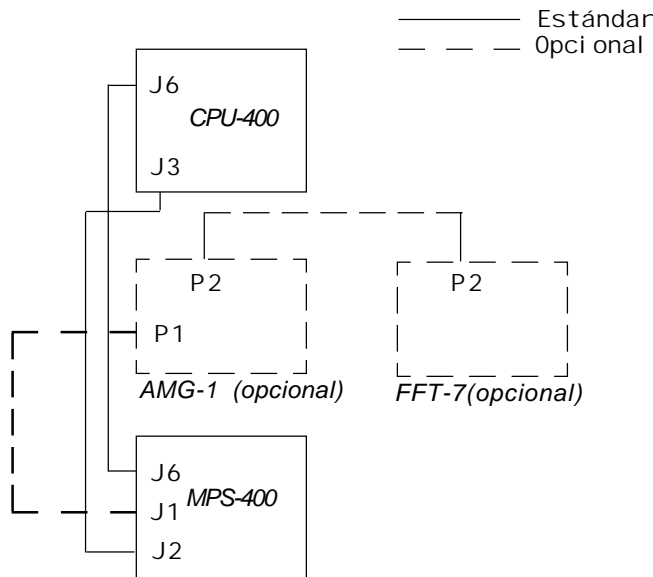 Estándar
Opcional
J6
CPU-400
J3
P2
P2
P1
AMG-1 (opcional)
FFT-7(opcional)
J6
MPS-400
J1
J2